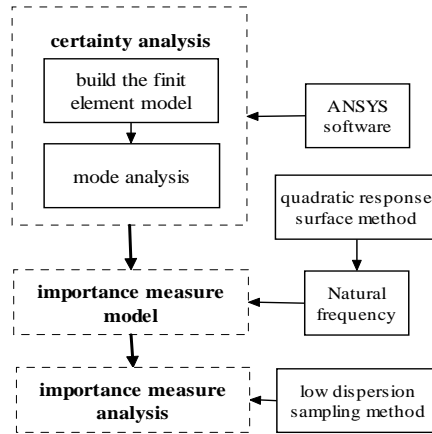 certainty analysis
build the finit
element model
mode analysis
ANSYS
software
quadratic response
surface method
importance measure
model
Natural
frequency
importance measure
analysis
low dispersion
sampling method